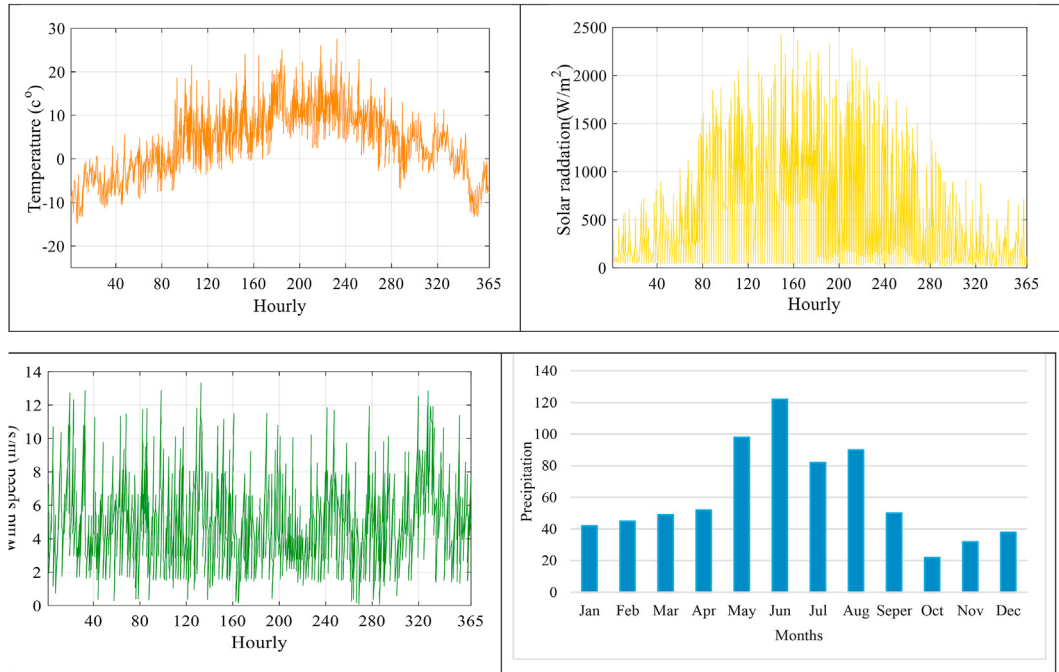 30
20
10
0
-10
-20
Temperature (c°)
40 80 120 160 200 240 280 320 365
Hourly
2500
2000
1500
1000
500
0
Solar raddation(W/m²)
40 80 120 160 200 240 280 320 365
Hourly
14
12
10
8
6
4
2
0
Wind speed (m/s)
40 80 120 160 200 240 280 320 365
Hourly
140
120
100
80
60
40
20
0
Precipitation
Jan Feb Mar Apr May Jun Jul Aug Seper Oct Nov Dec
Months